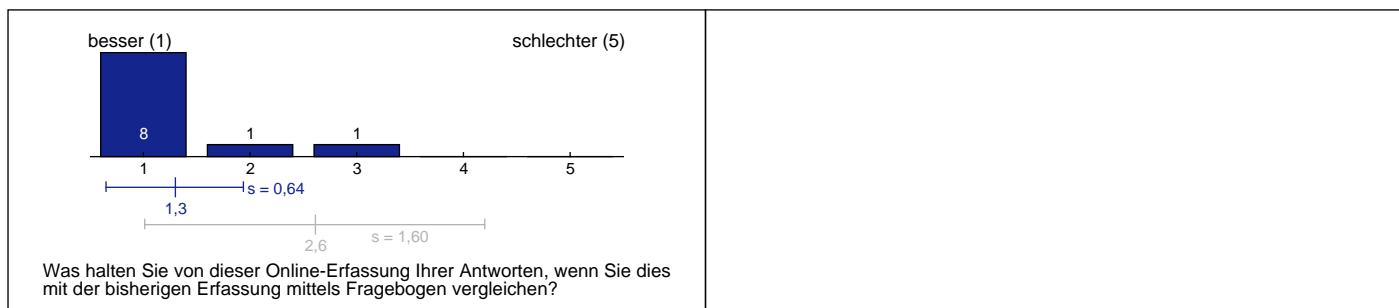 besser (1) schlechter (5)
8 1 1
1 2 3 4 5
s = 0,64
1,3
s = 1,60
2,6
Was halten Sie von dieser Online-Erfassung Ihrer Antworten, wenn Sie dies
mit der bisherigen Erfassung mittels Fragebogen vergleichen?